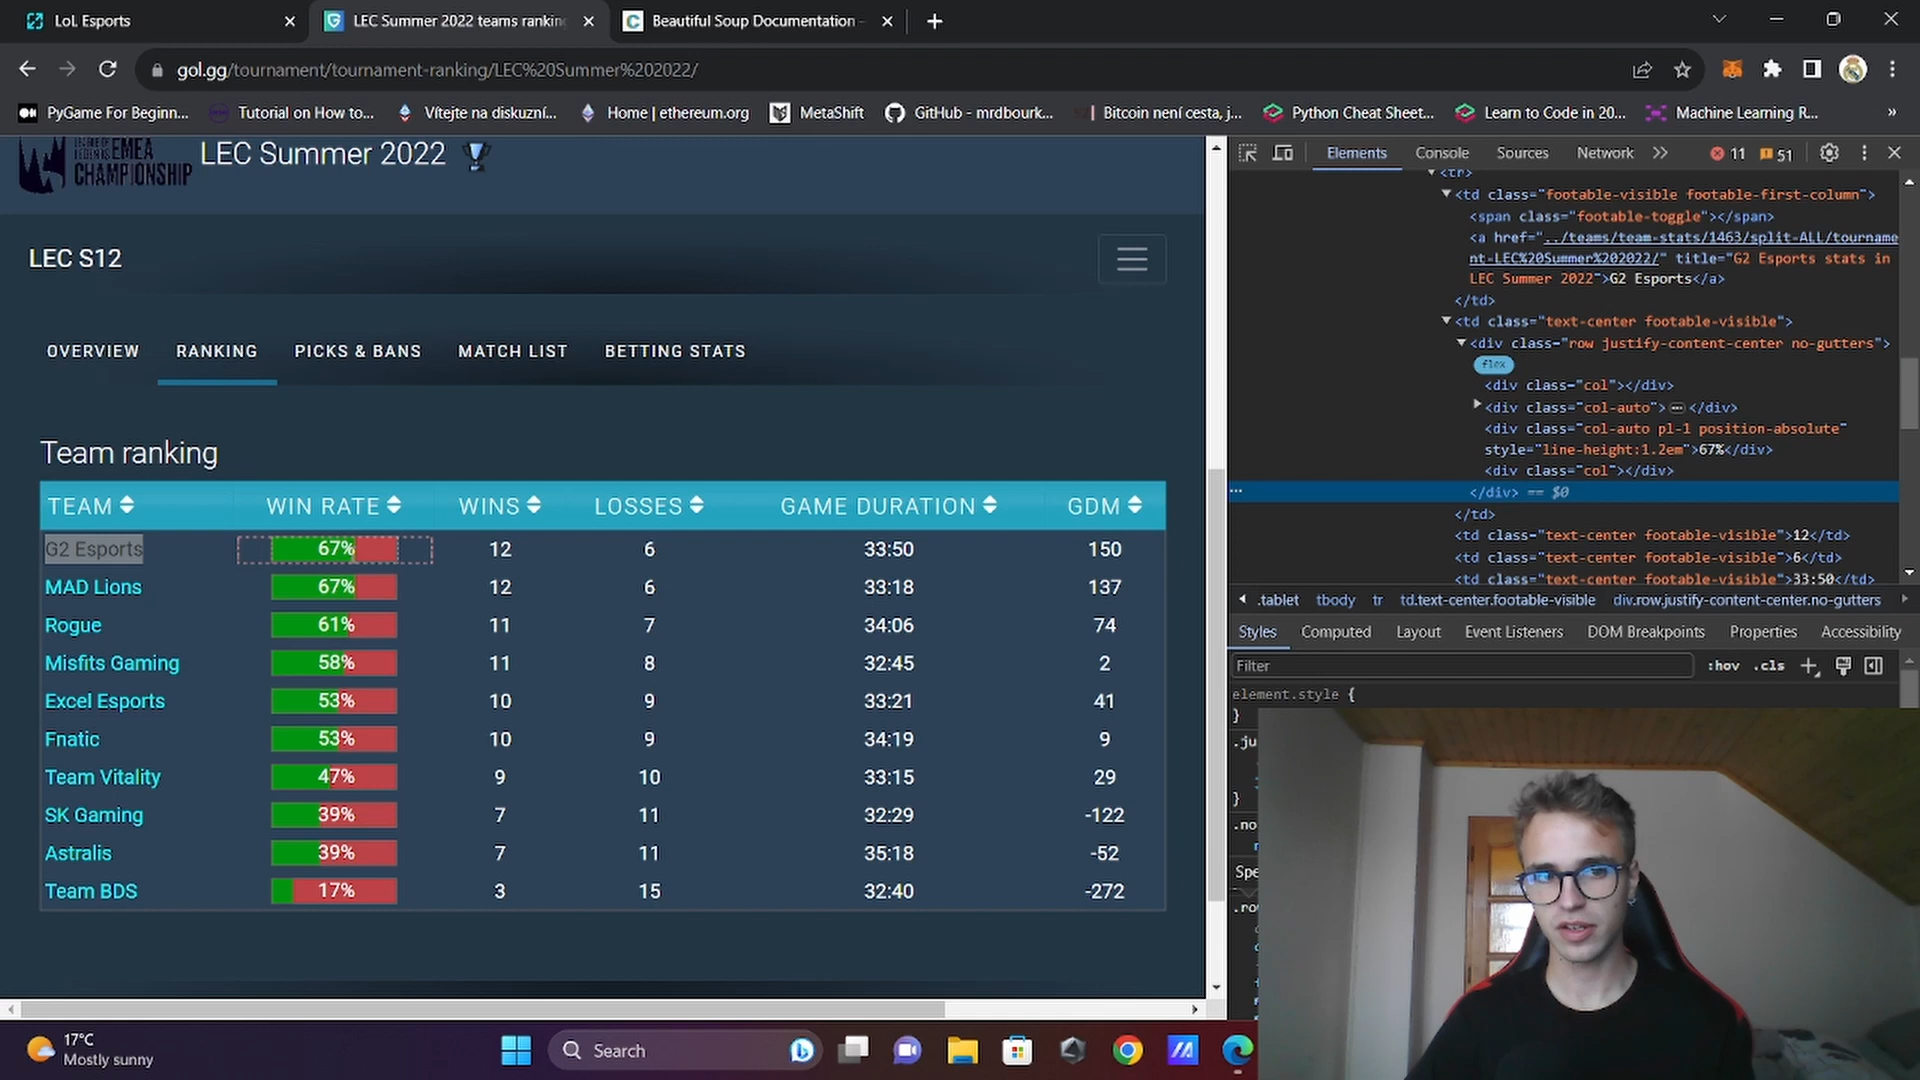 LoL Esports
LEC Summer 2022 teams ranking
Beautiful Soup Documentation
gol.gg/tournament/tournament-ranking/LEC%20Summer%202022/
PyGame For Beginn...
Tutorial on How to...
Vítejte na diskuzní...
Home | ethereum.org
MetaShift
GitHub - mrdbourk...
Bitcoin není cesta, j...
Python Cheat Sheet...
Learn to Code in 20...
Machine Learning R...
»
EMEA
CHAMPIONSHIP
LEC Summer 2022
LEC S12
OVERVIEW RANKING PICKS & BANS MATCH LIST BETTING STATS
Team ranking
TEAM WIN RATE WINS LOSSES GAME DURATION GDM
G2 Esports 67% 12 6 33:50 150
MAD Lions 67% 12 6 33:18 137
Rogue 61% 11 7 34:06 74
Misfits Gaming 58% 11 8 32:45 2
Excel Esports 53% 10 9 33:21 41
Fnatic 53% 10 9 34:19 9
Team Vitality 47% 9 10 33:15 29
SK Gaming 39% 7 11 32:29 -122
Astralis 39% 7 11 35:18 -52
Team BDS 17% 3 15 32:40 -272
Elements Console Sources Network » 11 51
<tr>
<td class="footable-visible footable-first-column">
<span class="footable-toggle"></span>
<a href="../teams/team-stats/1463/split-ALL/tourname
nt-LEC%20Summer%202022/" title="G2 Esports stats in
LEC Summer 2022">G2 Esports</a>
</td>
<td class="text-center footable-visible">
<div class="row justify-content-center no-gutters">
flex
<div class="col"></div>
<div class="col-auto">…</div>
<div class="col-auto pl-1 position-absolute"
style="line-height:1.2em">67%</div>
<div class="col"></div>
… </div> == $0
</td>
<td class="text-center footable-visible">12</td>
<td class="text-center footable-visible">6</td>
<td class="text-center footable-visible">33:50</td>
.tablet tbody tr td.text-center.footable-visible div.row.justify-content-center.no-gutters
Styles Computed Layout Event Listeners DOM Breakpoints Properties Accessibility
Filter :hov .cls
element.style {
}
.ju
}
.no
Spe
.ro
17°C
Mostly sunny
Search